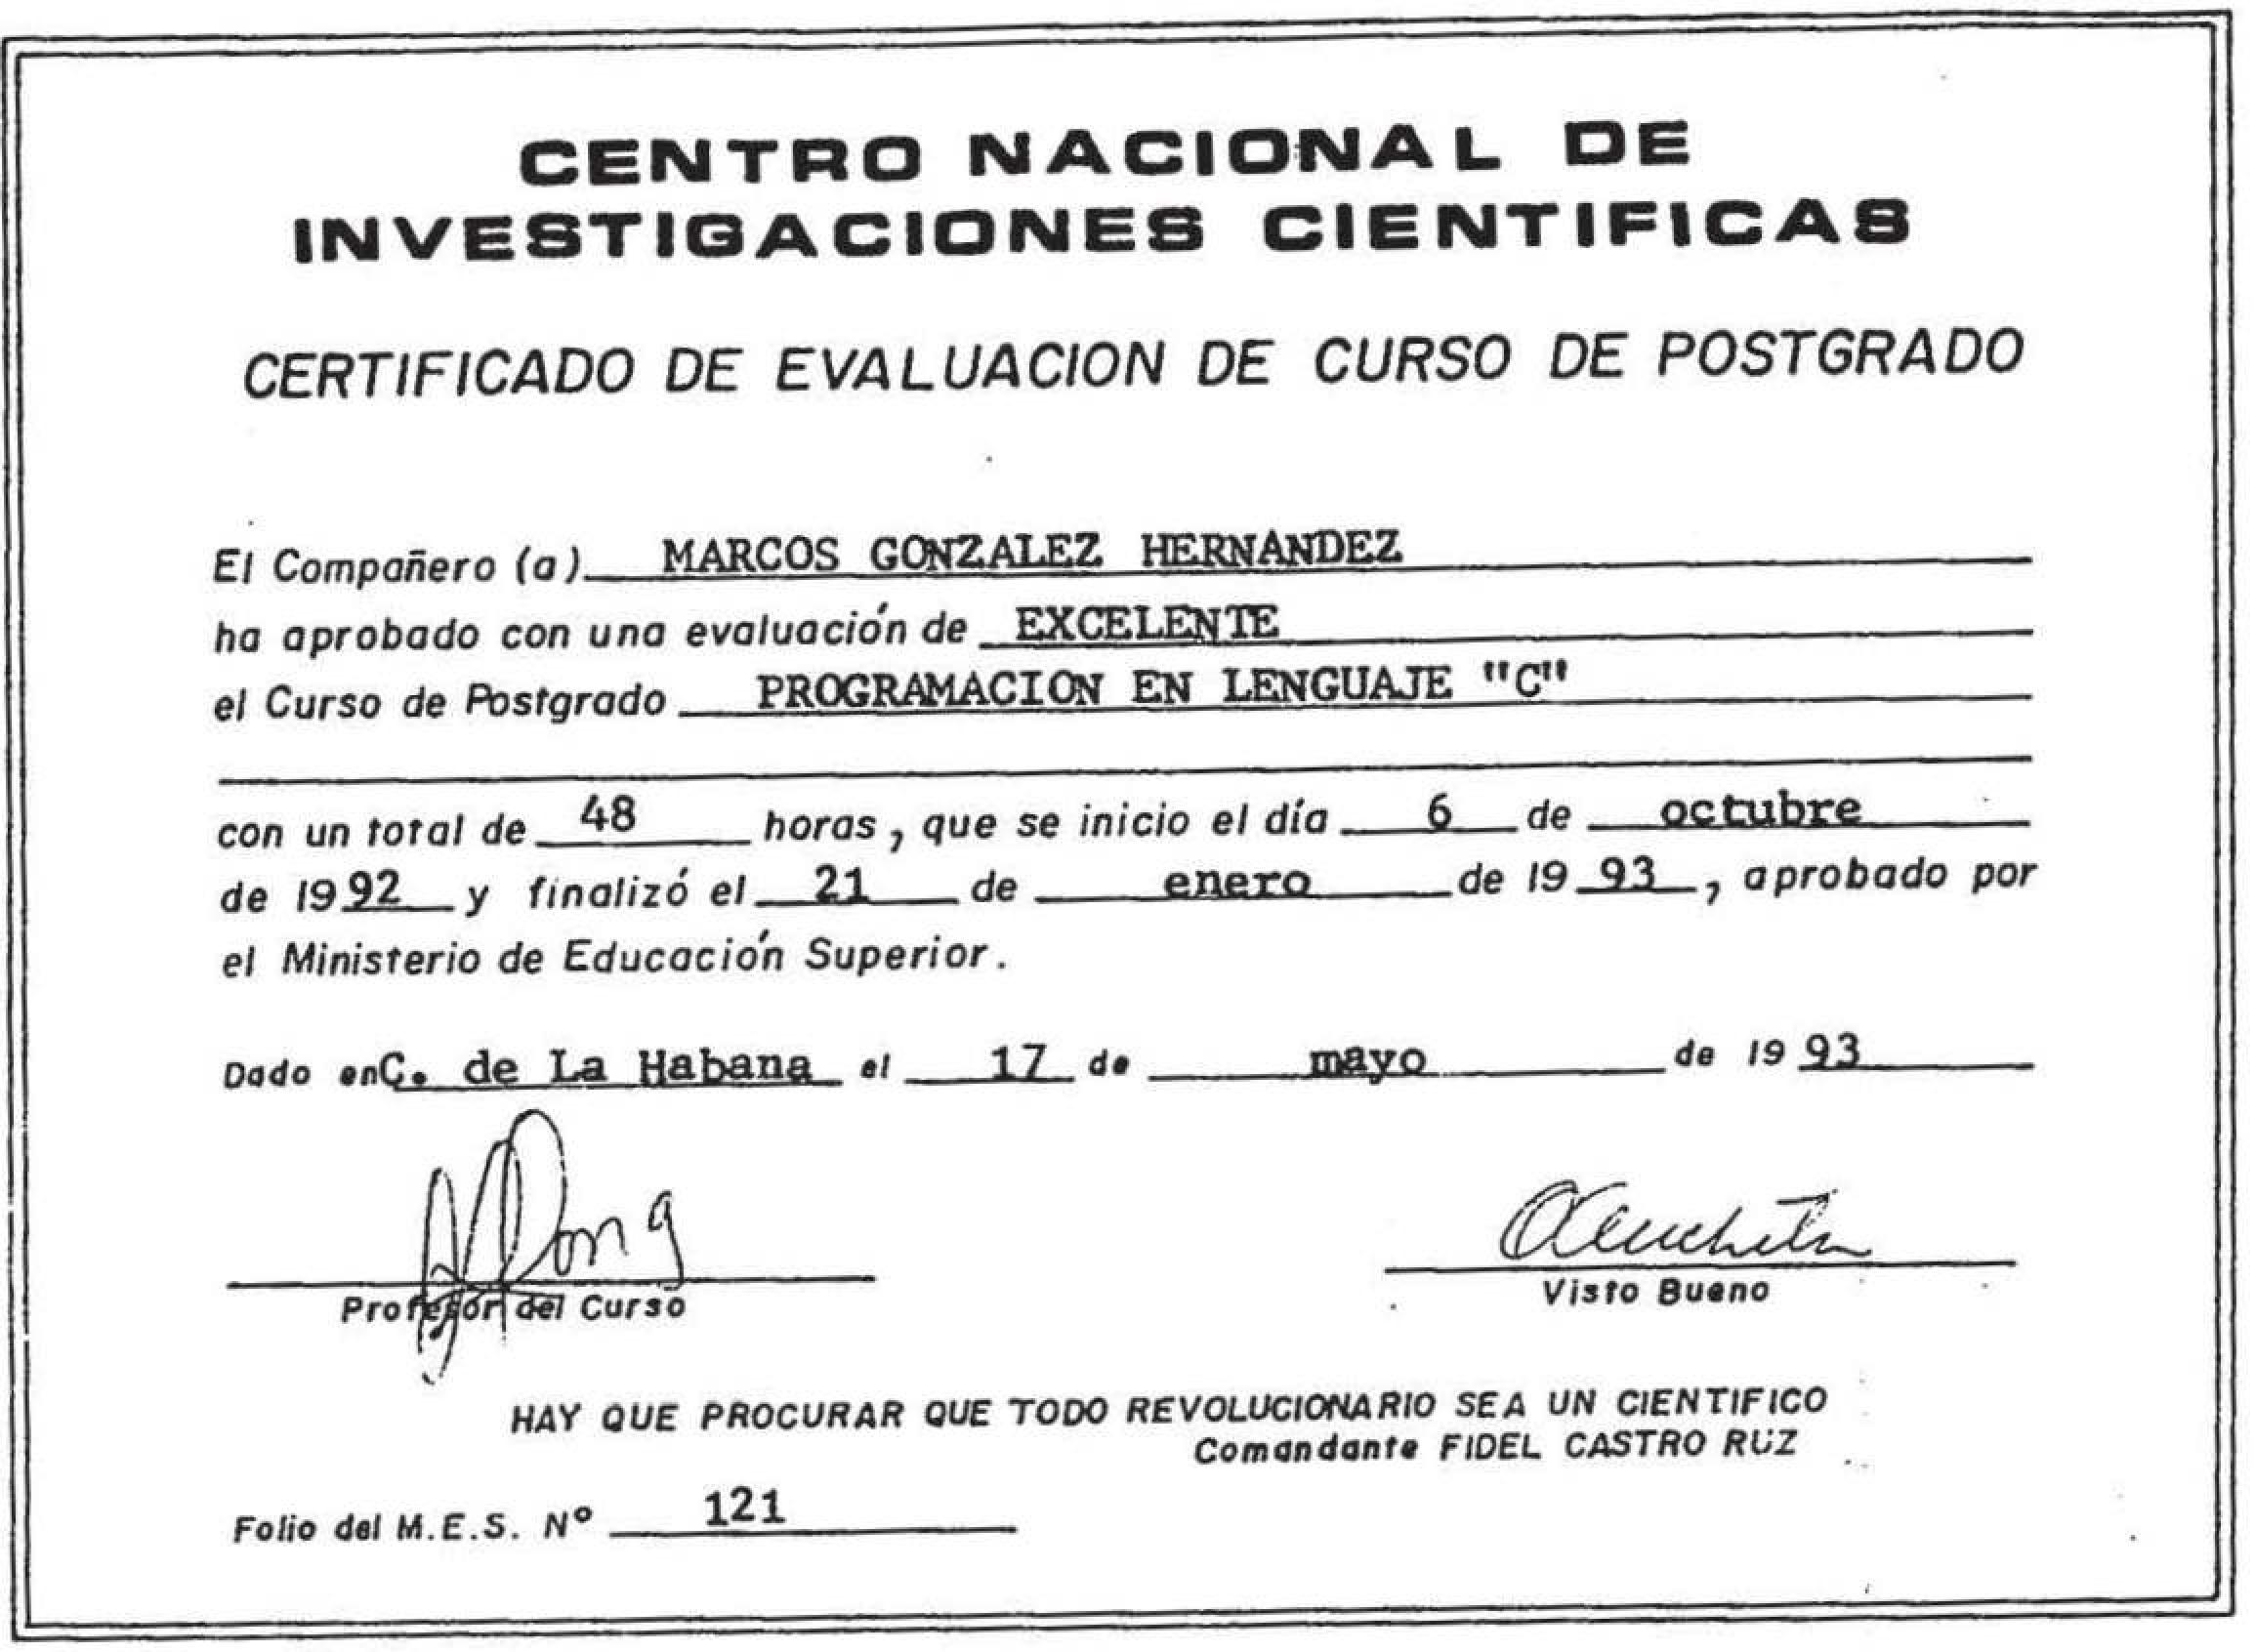 CENTRO NACIONAL DE
INVESTIGACIONES CIENTIFICAS
CERTIFICADO DE EVALUACION DE CURSO DE POSTGRADO
El Compañero (a) MARCOS GONZALEZ HERNANDEZ
ha aprobado con una evaluación de EXCELENTE
el Curso de Postgrado PROGRAMACION EN LENGUAJE "C"
con un total de 48 horas, que se inicio el día 6 de octubre
de 1992 y finalizó el 21 de enero de 1993, aprobado por
el Ministerio de Educación Superior.
Dado en C. de La Habana el 17 de mayo de 1993
Profesor del Curso
Visto Bueno
HAY QUE PROCURAR QUE TODO REVOLUCIONARIO SEA UN CIENTIFICO
Comandante FIDEL CASTRO RUZ
Folio del M.E.S. Nº 121